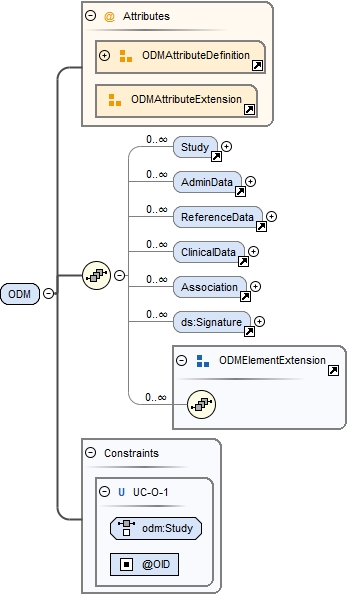 @ Attributes
ODMAttributeDefinition
ODMAttributeExtension
0..∞
Study
0..∞
AdminData
0..∞
ReferenceData
0..∞
ClinicalData
0..∞
Association
0..∞
ds:Signature
ODM
ODMElementExtension
0..∞
Constraints
U UC-O-1
odm:Study
@OID